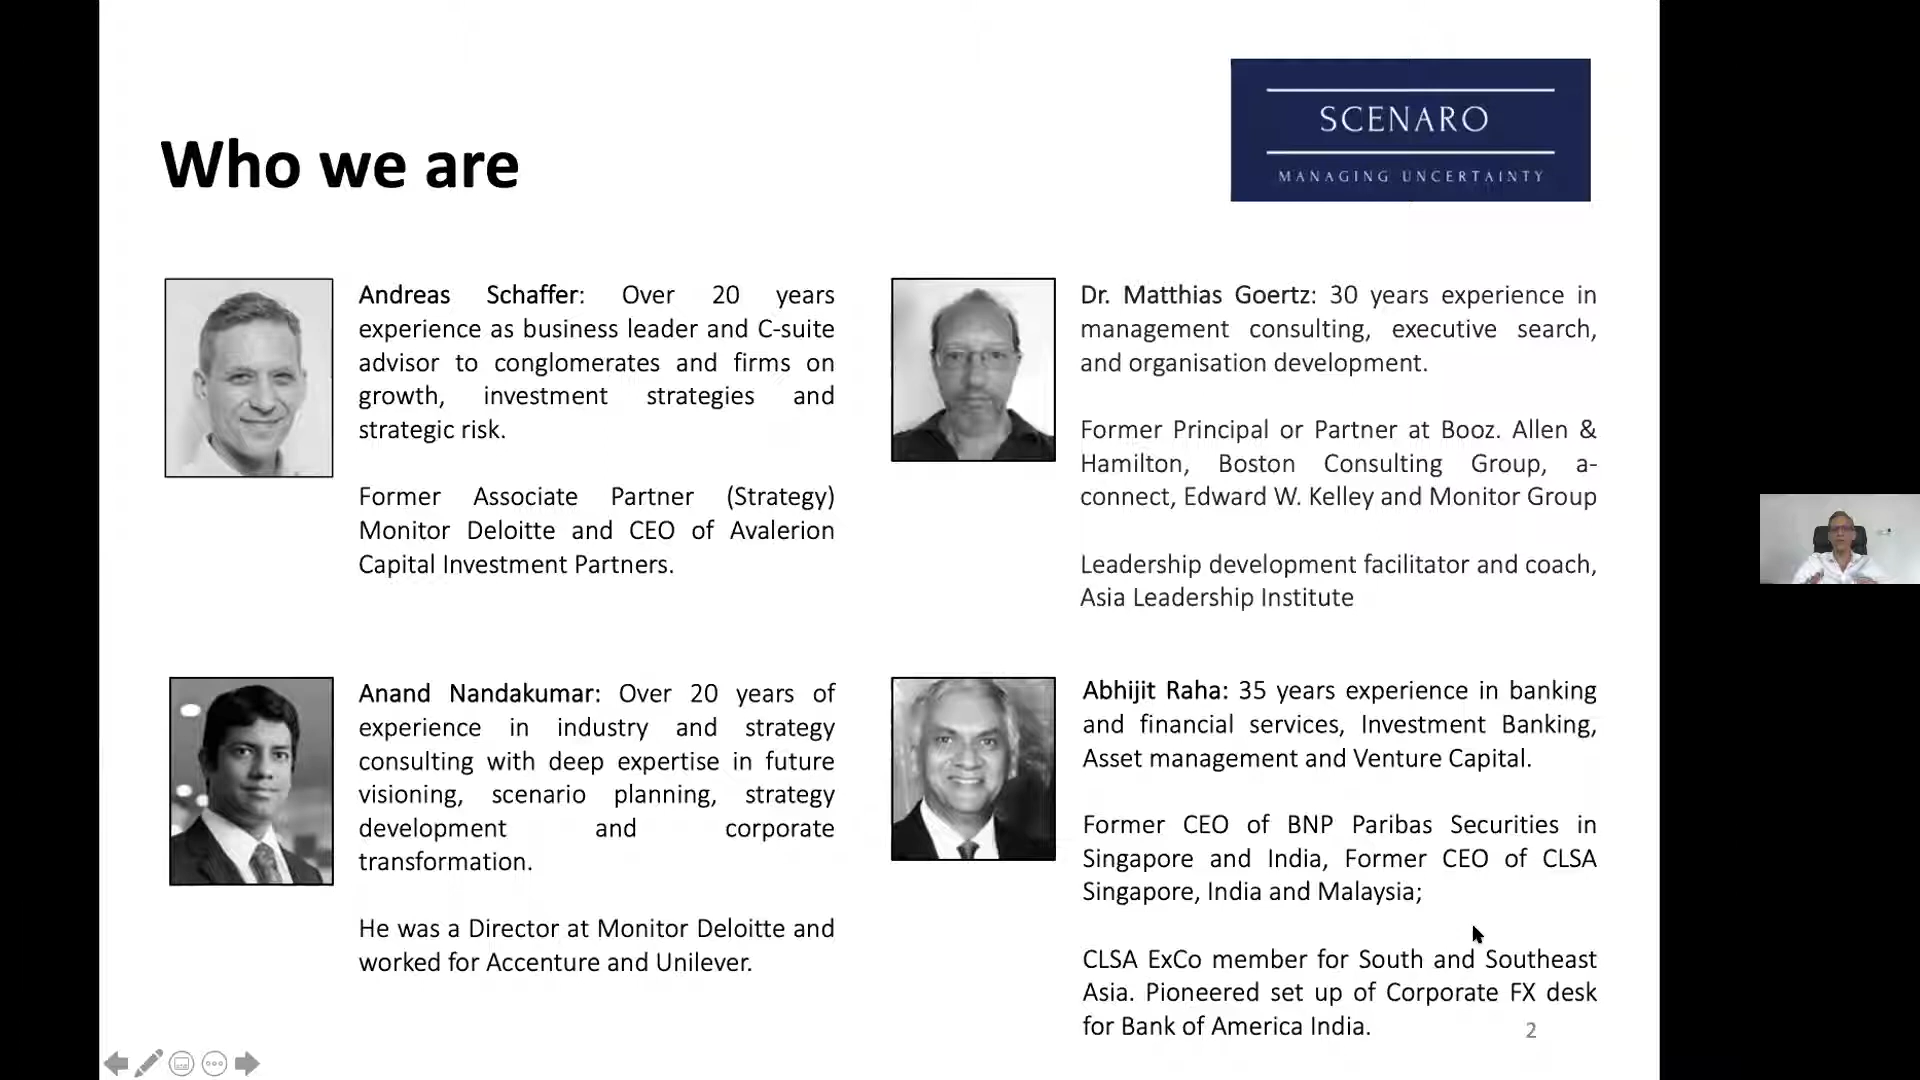 SCENARO
MANAGING UNCERTAINTY
Who we are
Andreas Schaffer: Over 20 years
experience as business leader and C-suite
advisor to conglomerates and firms on
growth, investment strategies and
strategic risk.
Former Associate Partner (Strategy)
Monitor Deloitte and CEO of Avalerion
Capital Investment Partners.
Dr. Matthias Goertz: 30 years experience in
management consulting, executive search,
and organisation development.
Former Principal or Partner at Booz. Allen &
Hamilton, Boston Consulting Group, a-
connect, Edward W. Kelley and Monitor Group
Leadership development facilitator and coach,
Asia Leadership Institute
Anand Nandakumar: Over 20 years of
experience in industry and strategy
consulting with deep expertise in future
visioning, scenario planning, strategy
development and corporate
transformation.
He was a Director at Monitor Deloitte and
worked for Accenture and Unilever.
Abhijit Raha: 35 years experience in banking
and financial services, Investment Banking,
Asset management and Venture Capital.
Former CEO of BNP Paribas Securities in
Singapore and India, Former CEO of CLSA
Singapore, India and Malaysia;
CLSA ExCo member for South and Southeast
Asia. Pioneered set up of Corporate FX desk
for Bank of America India.
2